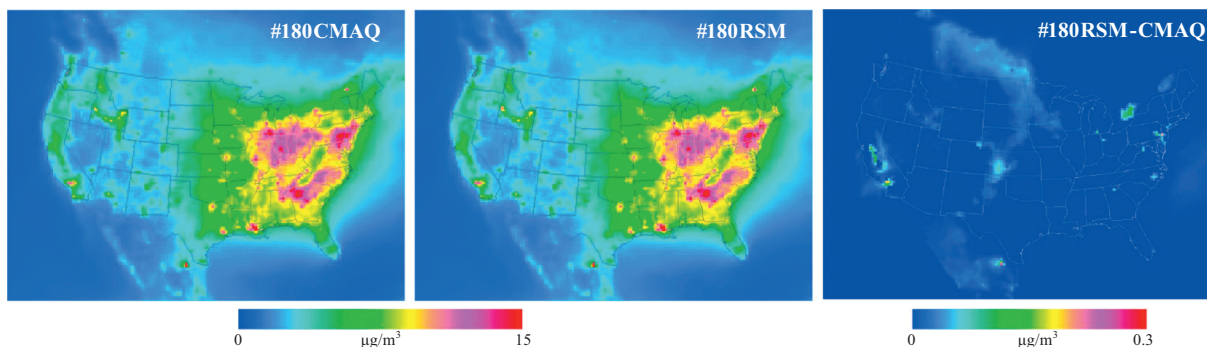 #180CMAQ
#180RSM
#180RSM-CMAQ
0 µg/m³ 15
0 µg/m³ 0.3